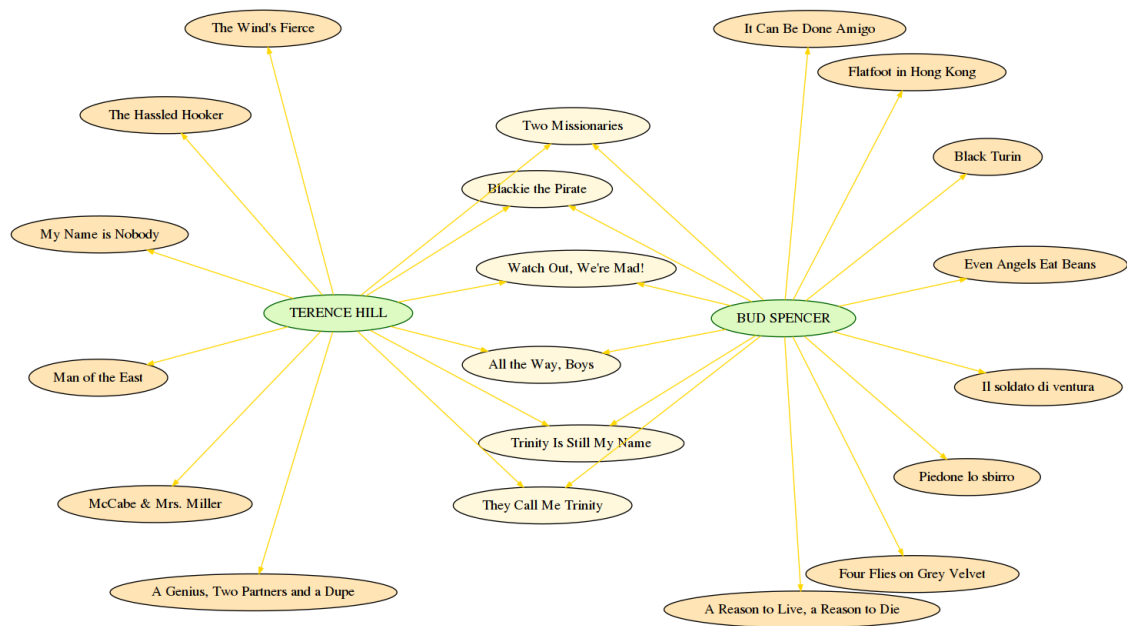 The Wind's Fierce
It Can Be Done Amigo
Flatfoot in Hong Kong
The Hassled Hooker
Two Missionaries
Black Turin
Blackie the Pirate
My Name is Nobody
Watch Out, We're Mad!
Even Angels Eat Beans
TERENCE HILL
BUD SPENCER
All the Way, Boys
Man of the East
Il soldato di ventura
Trinity Is Still My Name
Piedone lo sbirro
McCabe & Mrs. Miller
They Call Me Trinity
Four Flies on Grey Velvet
A Genius, Two Partners and a Dupe
A Reason to Live, a Reason to Die